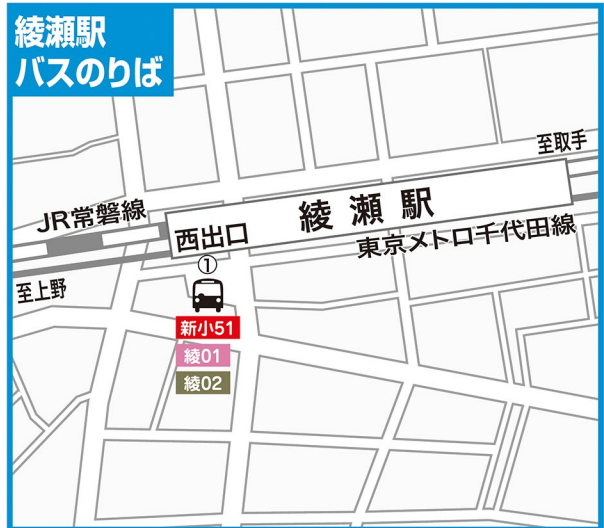 綾瀬駅
バスのりば
至取手
JR常磐線
綾瀬駅
西出口
東京メトロ千代田線
①
至上野
新小51
綾01
綾02